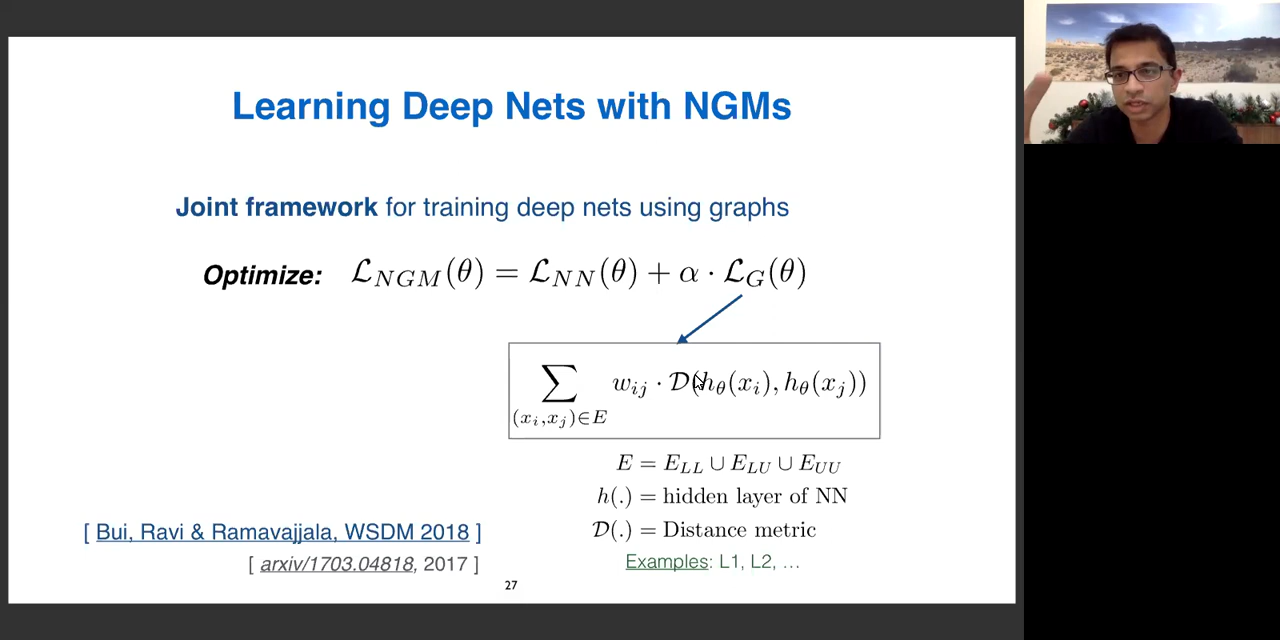 Learning Deep Nets with NGMs
Joint framework for training deep nets using graphs
Optimize: ℒ_NGM(θ) = ℒ_NN(θ) + α · ℒ_G(θ)
∑_{(x_i,x_j)∈E} w_ij · 𝒟(h_θ(x_i), h_θ(x_j))
E = E_LL ∪ E_LU ∪ E_UU
h(.) = hidden layer of NN
𝒟(.) = Distance metric
Examples: L1, L2, …
[ Bui, Ravi & Ramavajjala, WSDM 2018 ]
[ arxiv/1703.04818, 2017 ]
27